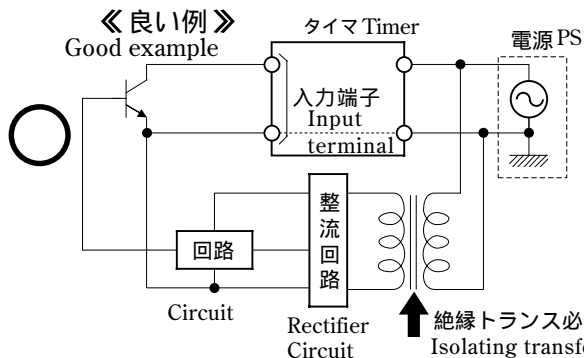 ≪良い例≫
Good example
タイマ Timer
電源 PS
入力端子
Input
terminal
整流回路
回路
Circuit
Rectifier
Circuit
絶縁トランス必
Isolating transfo